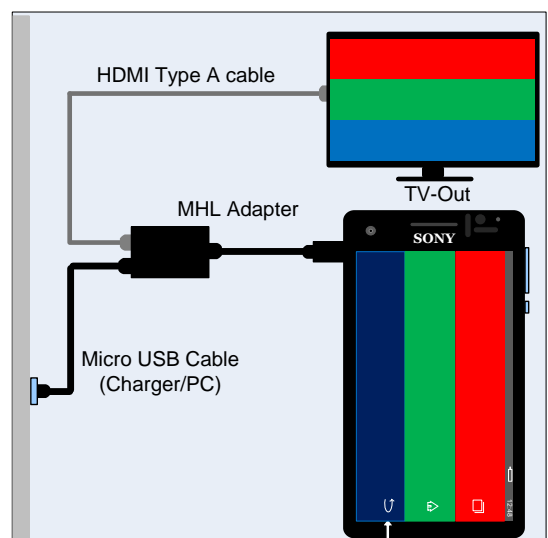 HDMI Type A cable
TV-Out
MHL Adapter
SONY
Micro USB Cable
(Charger/PC)
12:48